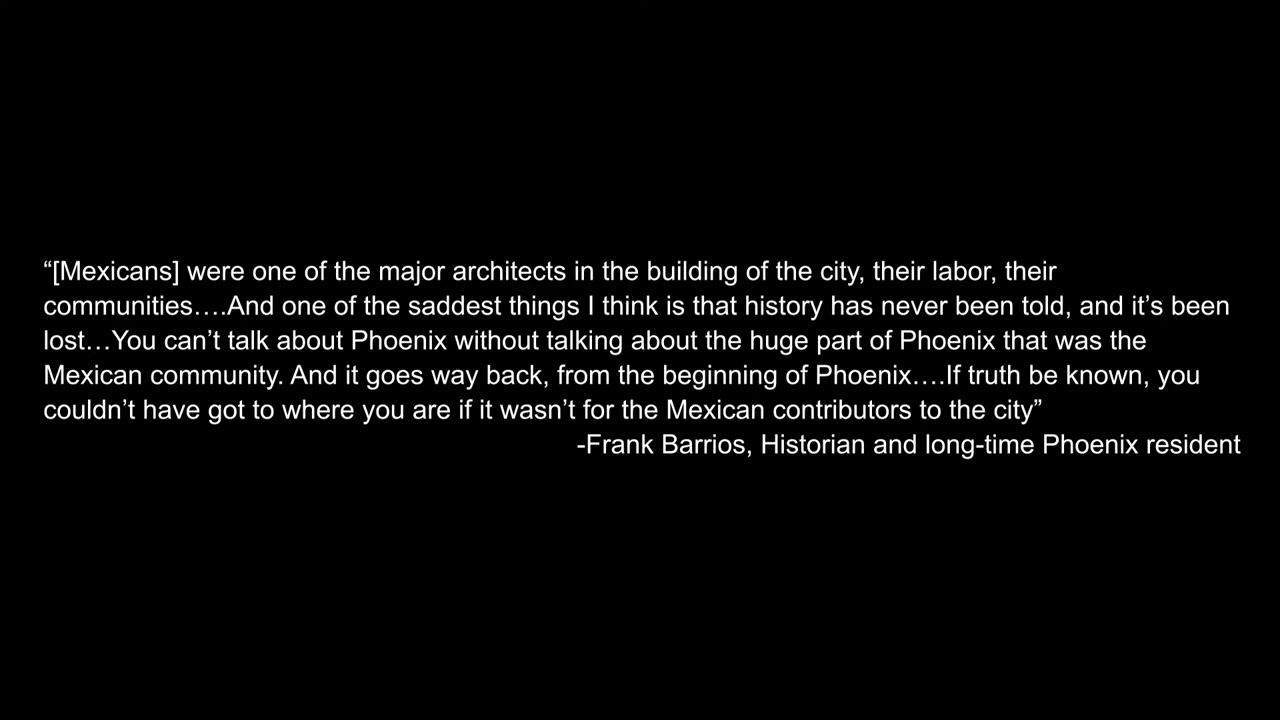 “[Mexicans] were one of the major architects in the building of the city, their labor, their
communities….And one of the saddest things I think is that history has never been told, and it’s been
lost…You can’t talk about Phoenix without talking about the huge part of Phoenix that was the
Mexican community. And it goes way back, from the beginning of Phoenix….If truth be known, you
couldn’t have got to where you are if it wasn’t for the Mexican contributors to the city”
-Frank Barrios, Historian and long-time Phoenix resident